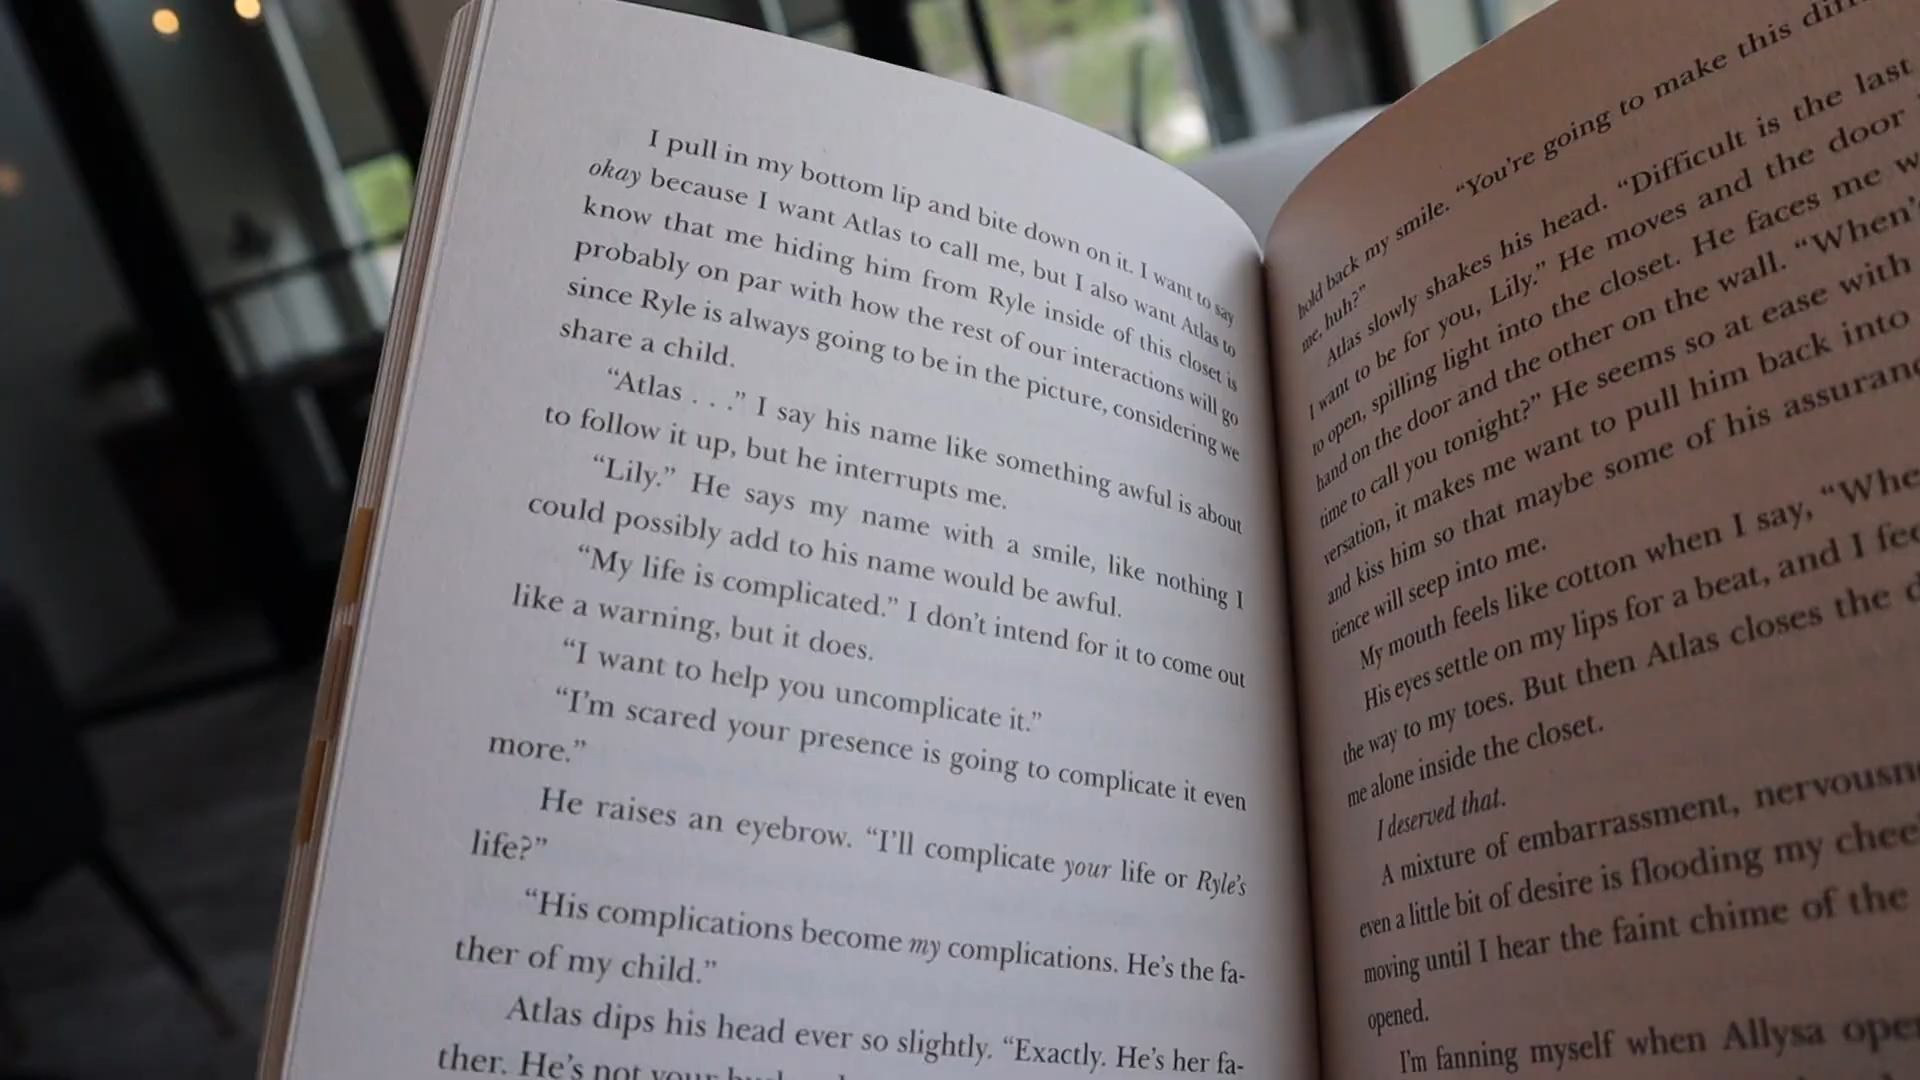 I pull in my bottom lip and bite down on it. I want to say
okay because I want Atlas to call me, but I also want Atlas to
know that me hiding him from Ryle inside of this closet is
probably on par with how the rest of our interactions will go
since Ryle is always going to be in the picture, considering we
share a child.
“Atlas . . .” I say his name like something awful is about
to follow it up, but he interrupts me.
“Lily.” He says my name with a smile, like nothing I
could possibly add to his name would be awful.
“My life is complicated.” I don’t intend for it to come out
like a warning, but it does.
“I want to help you uncomplicate it.”
“I’m scared your presence is going to complicate it even
more.”
He raises an eyebrow. “I’ll complicate your life or Ryle’s
life?”
“His complications become my complications. He’s the fa-
ther of my child.”
Atlas dips his head ever so slightly. “Exactly. He’s her fa-
ther. He’s not your
hold back my smile. “You’re going to make this
me, huh?”
Atlas slowly shakes his head. “Difficult is the last
I want to be for you, Lily.” He moves and the door
to open, spilling light into the closet. He faces me
hand on the door and the other on the wall. “When’s
time to call you tonight?” He seems so at ease with
versation, it makes me want to pull him back into
and kiss him so that maybe some of his
tience will seep into me.
My mouth feels like cotton when I say,
His eyes settle on my lips for a beat, and I
the way to my toes. But then Atlas closes the
me alone inside the closet.
I deserved that.
A mixture of embarrassment,
even a little bit of desire is flooding my
moving until I hear the faint chime of the
opened.
I’m fanning myself when Allysa